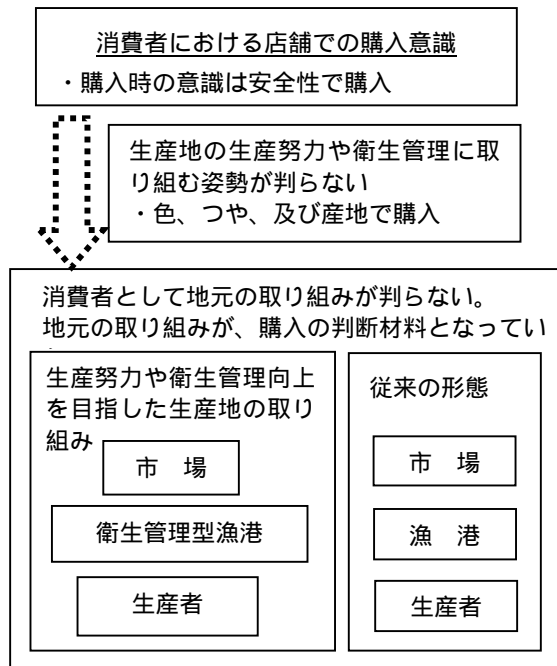 消費者における店舗での購入意識
・購入時の意識は安全性で購入
生産地の生産努力や衛生管理に取
り組む姿勢が判らない
・色、つや、及び産地で購入
消費者として地元の取り組みが判らない。
地元の取り組みが、購入の判断材料となってい
生産努力や衛生管理向上
を目指した生産地の取り
組み
市　場
衛生管理型漁港
生産者
従来の形態
市　場
漁　港
生産者